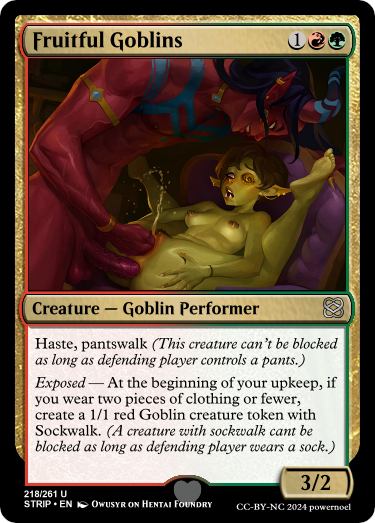 Fruitful Goblins 1
Creature — Goblin Performer
Haste, pantswalk (This creature can't be blocked
as long as defending player controls a pants.)
Exposed — At the beginning of your upkeep, if
you wear two pieces of clothing or fewer,
create a 1/1 red Goblin creature token with
Sockwalk. (A creature with sockwalk cant be
blocked as long as defending player wears a sock.)
3/2
218/261 U
STRIP • EN Owusyr on Hentai Foundry CC-BY-NC 2024 powernoel